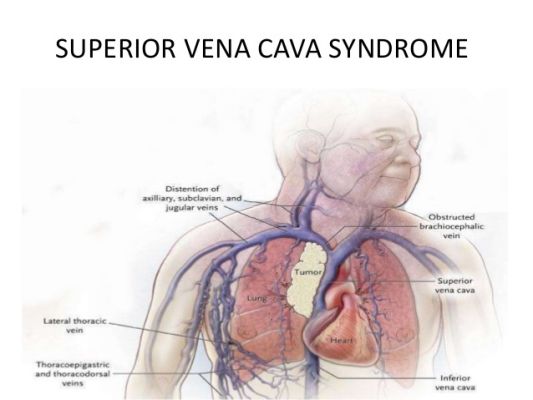 SUPERIOR VENA CAVA SYNDROME
Distention of
axilliary, subclavian, and
jugular veins
Obstructed
brachiocephalic
vein
Tumor
Superior
vena cava
Lung
Lateral thoracic
vein
Heart
Thoracoepigastric
and thoracodorsal
veins
Inferior
vena cava